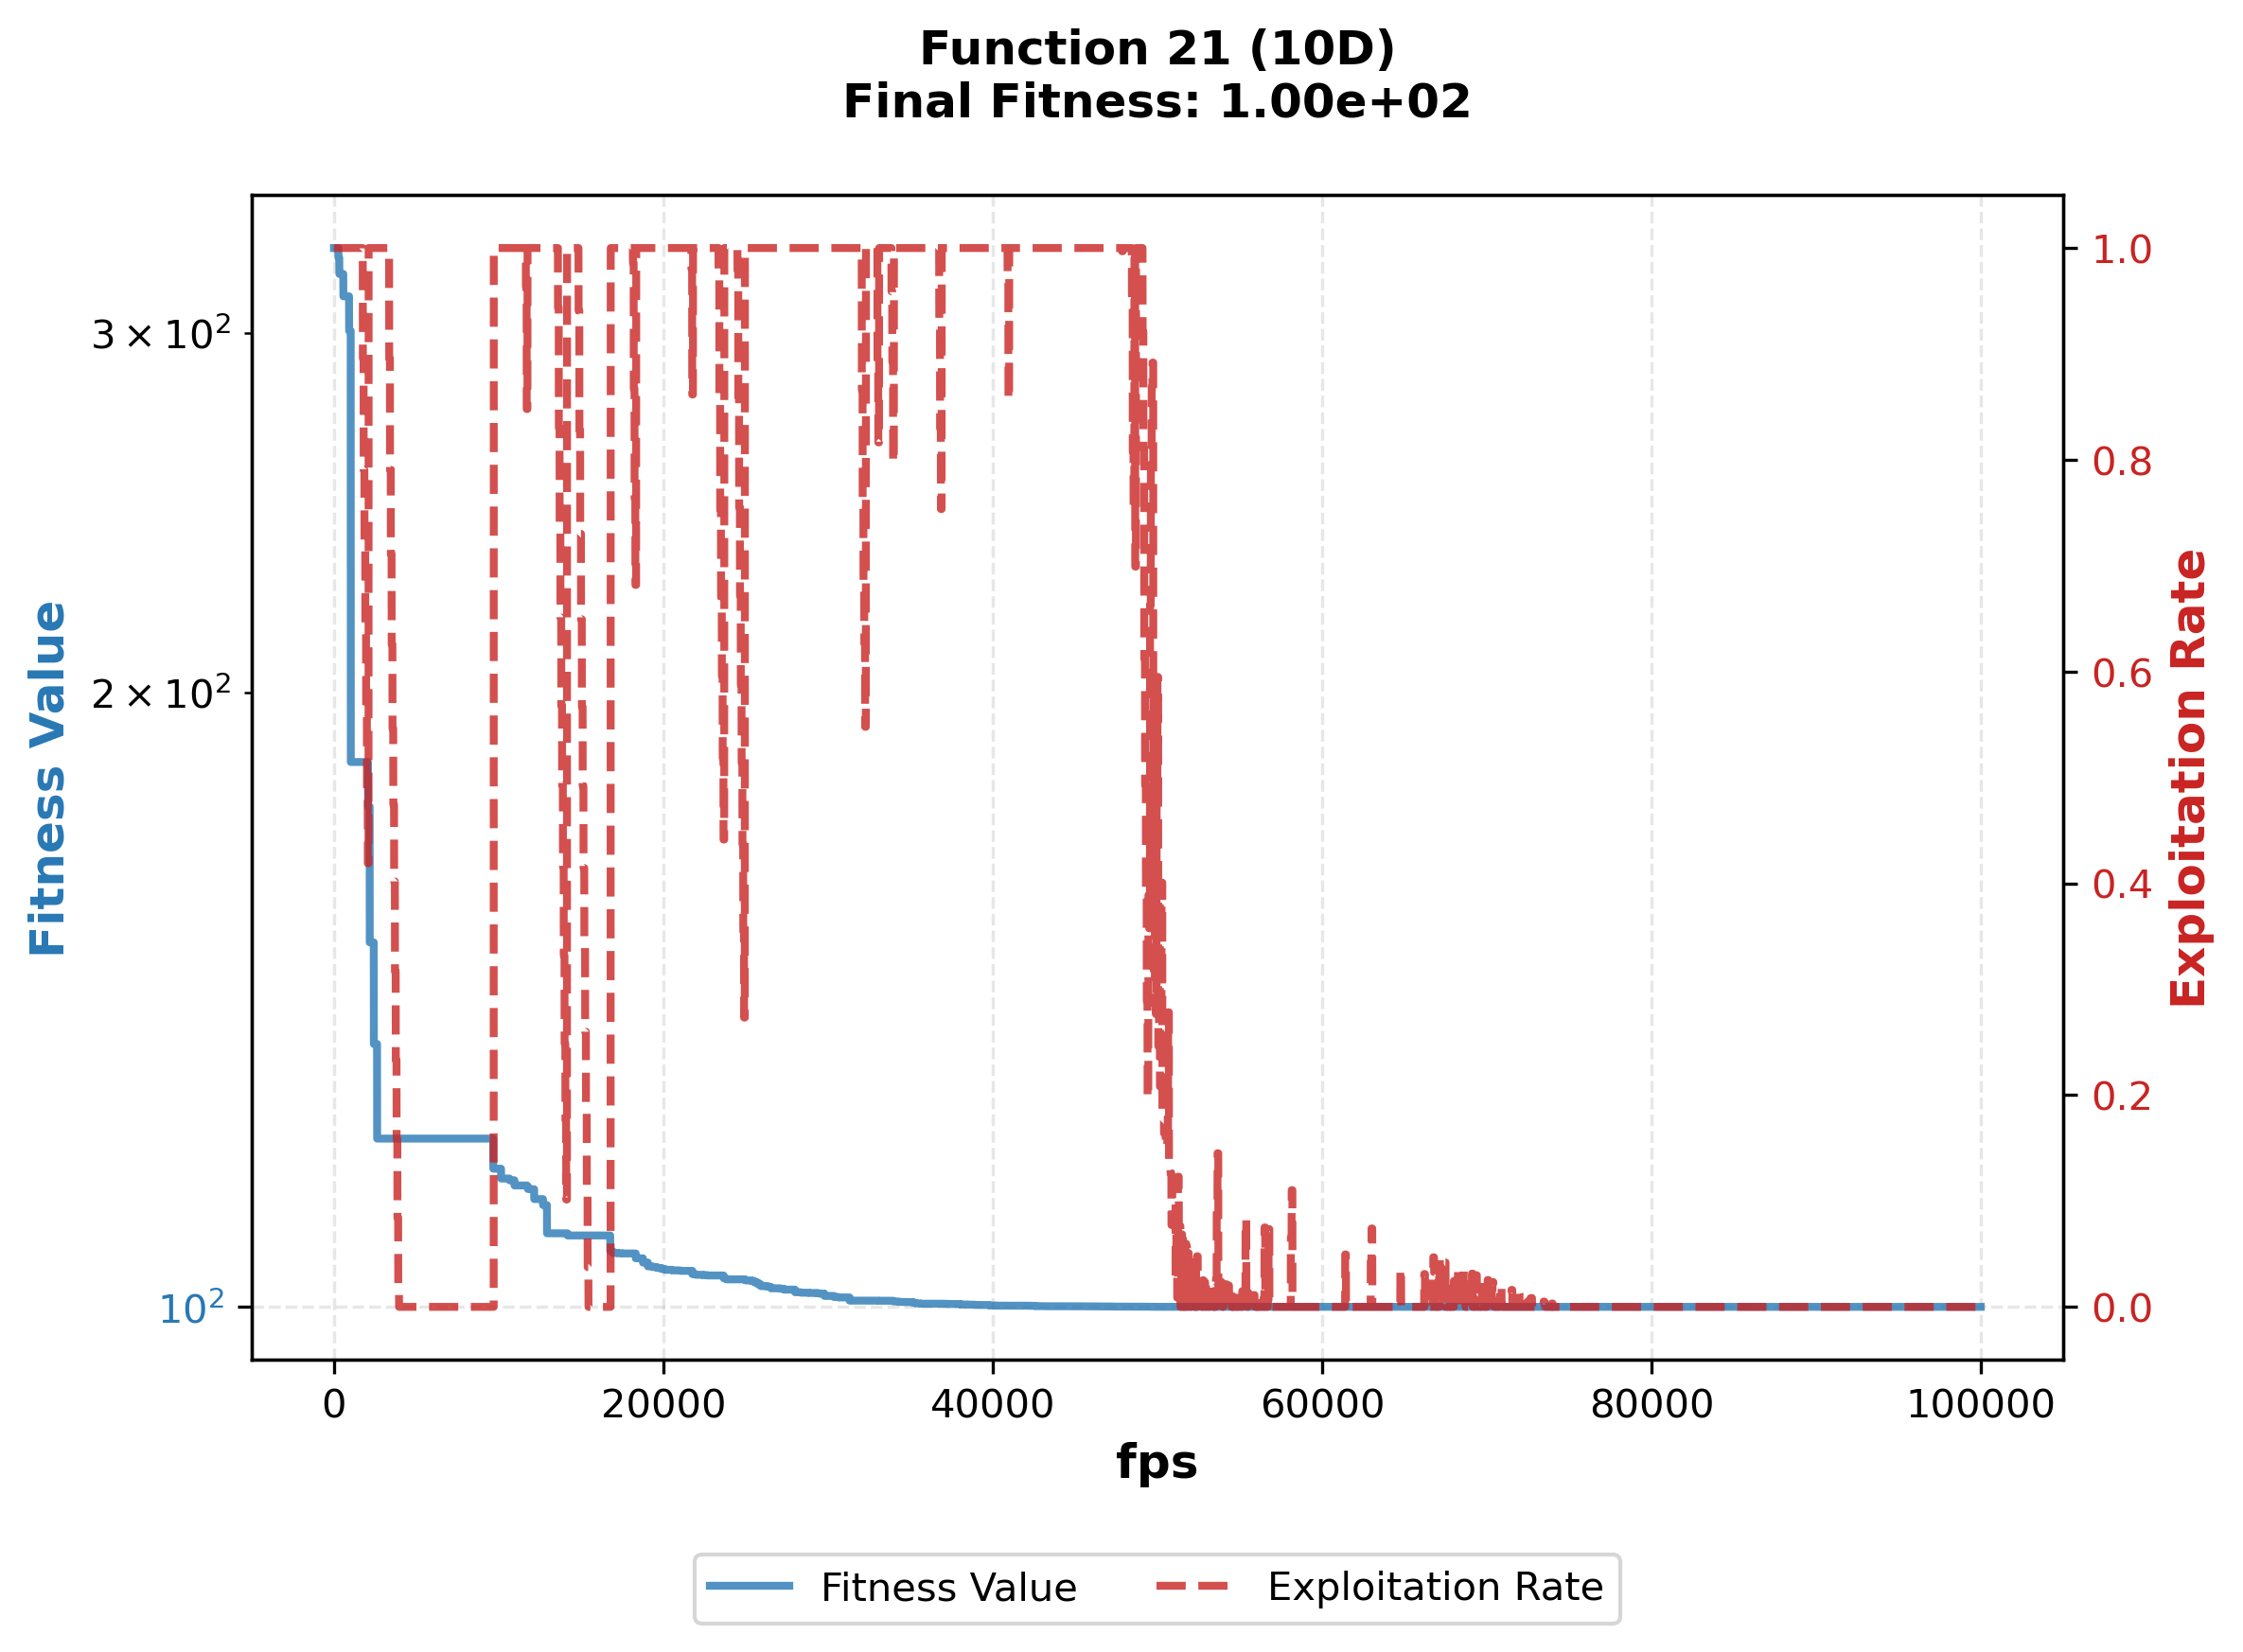 Function 21 (10D)
Final Fitness: 1.00e+02
Fitness Value
3 × 10²
2 × 10²
10²
1.0
0.8
0.6
0.4
0.2
0.0
Exploitation Rate
0 20000 40000 60000 80000 100000
fps
Fitness Value Exploitation Rate